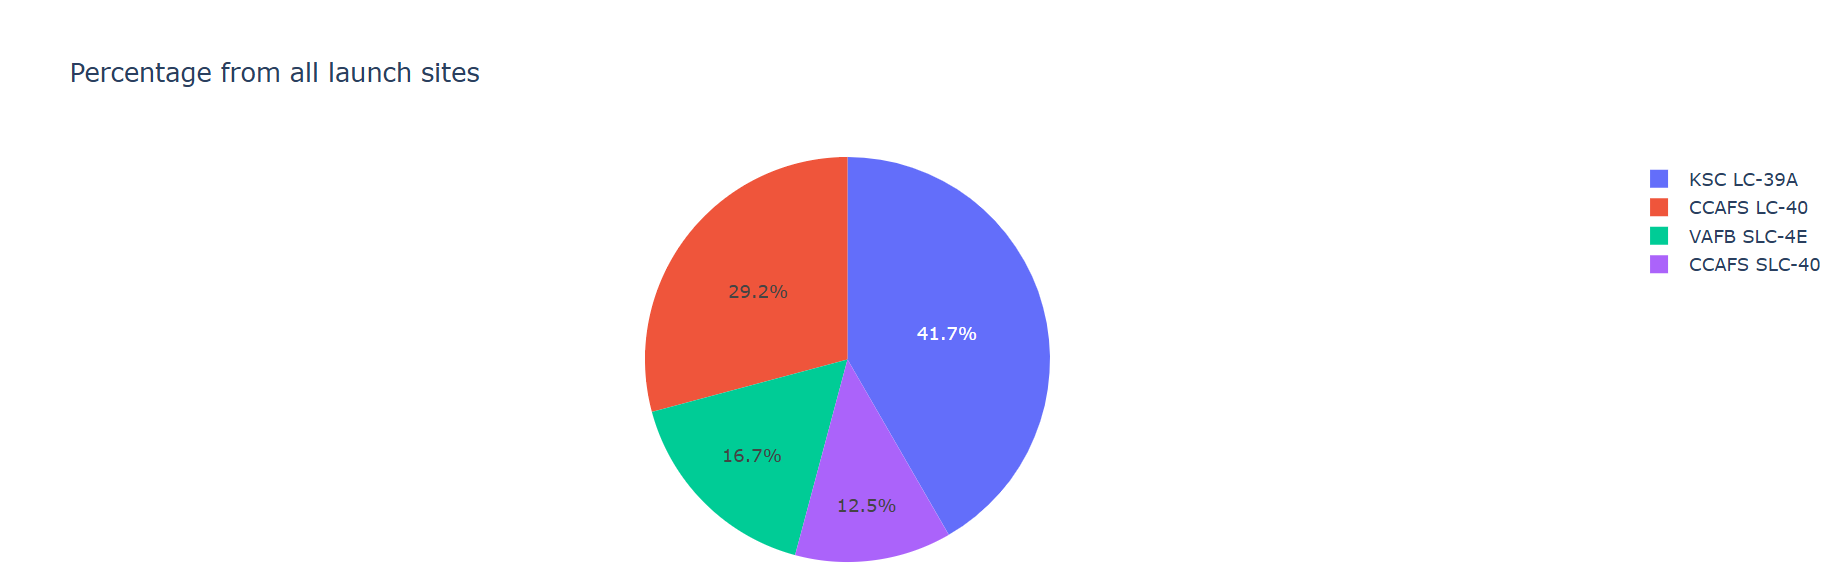 Percentage from all launch sites
KSC LC-39A
CCAFS LC-40
VAFB SLC-4E
CCAFS SLC-40
29.2%
41.7%
16.7%
12.5%